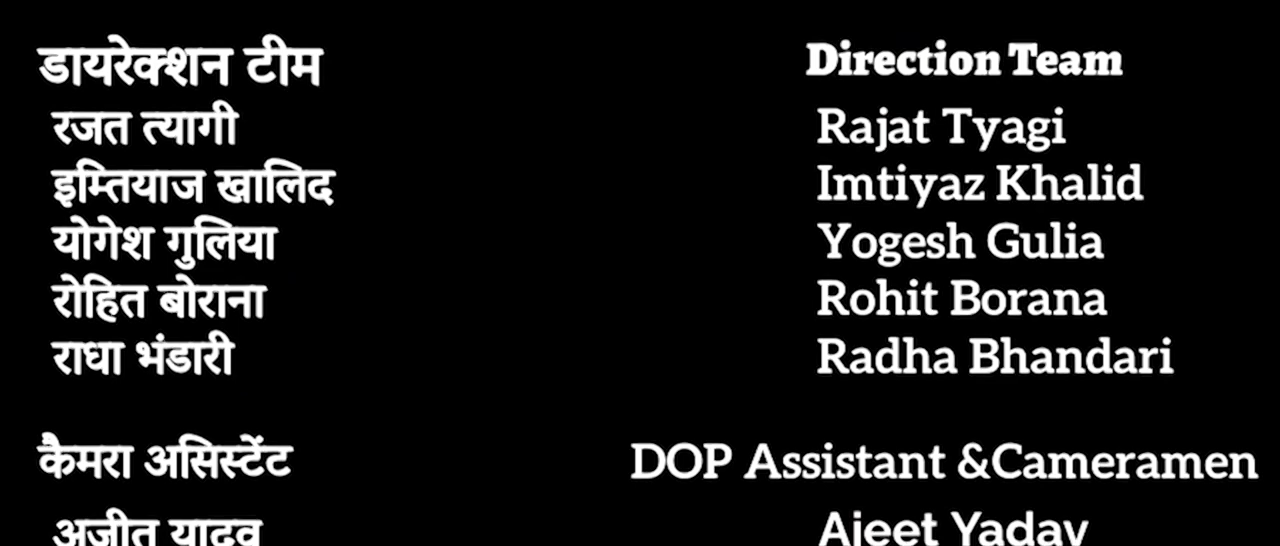 डायरेक्शन टीम Direction Team
रजत त्यागी Rajat Tyagi
इम्तियाज खालिद Imtiyaz Khalid
योगेश गुलिया Yogesh Gulia
रोहित बोराना Rohit Borana
राधा भंडारी Radha Bhandari
कैमरा असिस्टेंट DOP Assistant &Cameramen
अजीत यादव Ajeet Yadav